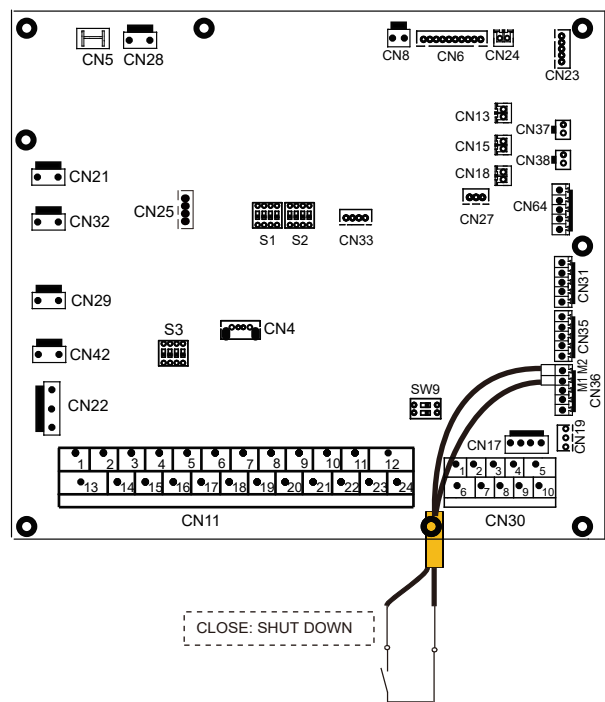 CN5
CN28
CN8
CN6
CN24
CN23
CN13
CN37
CN15
CN38
CN18
CN21
CN25
CN27
CN64
CN32
S1
S2
CN33
CN31
CN29
CN4
CN35
S3
CN42
M1 M2
CN36
SW9
CN22
CN17
CN19
1 2 3 4 5 6 7 8 9 10 11 12
13 14 15 16 17 18 19 20 21 22 23 24
CN11
1 2 3 4 5
6 7 8 9 10
CN30
CLOSE: SHUT DOWN